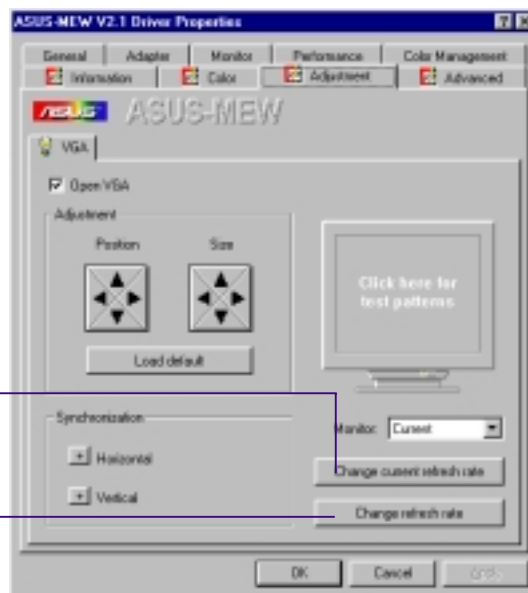 ASUS-MEW V2.1 Driver Properties
General Adapter Monitor Performance Color Management
Information Color Adjustment Advanced
ASUS ASUS-MEW
VGA
Open VGA
Adjustment
Position Size
Click here for
test patterns
Load default
Synchronization
Monitor: Current
+ Horizontal
Change current refresh rate
+ Vertical
Change refresh rate
OK Cancel Apply